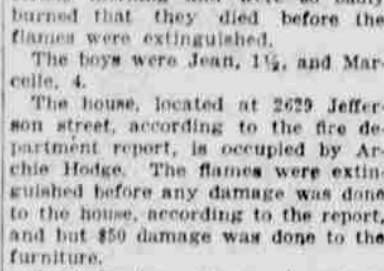 burned that they died before the
flames were extinguished.
The boys were Jean, 1½, and Mar-
celle, 4.
The house, located at 2629 Jeffer-
son street, according to the fire de-
partment report, is occupied by Ar-
chie Hodge. The flames were extin-
guished before any damage was done
to the house, according to the report,
and but $50 damage was done to the
furniture.